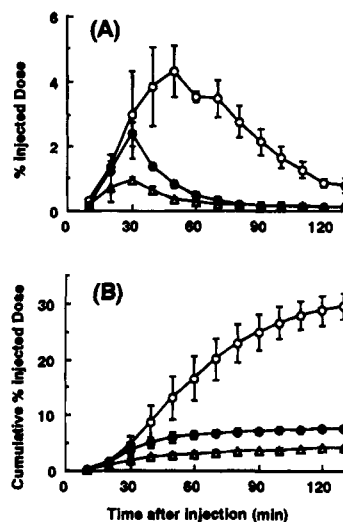 (A)
% Injected Dose
6
4
2
0
0 30 60 90 120
(B)
Cumulative % Injected Dose
30
20
10
0
0 30 60 90 120
Time after injection (min)